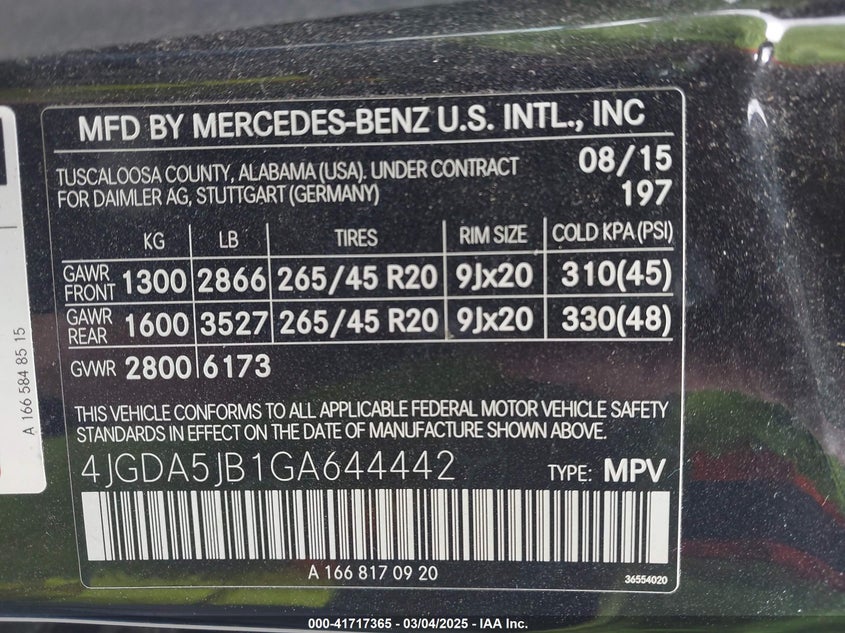 MFD BY MERCEDES-BENZ U.S. INTL., INC
TUSCALOOSA COUNTY, ALABAMA (USA). UNDER CONTRACT 08/15
FOR DAIMLER AG, STUTTGART (GERMANY) 197
KG LB TIRES RIM SIZE COLD KPA (PSI)
GAWR FRONT 1300 2866 265/45 R20 9Jx20 310(45)
GAWR REAR 1600 3527 265/45 R20 9Jx20 330(48)
GVWR 2800 6173
THIS VEHICLE CONFORMS TO ALL APPLICABLE FEDERAL MOTOR VEHICLE SAFETY
STANDARDS IN EFFECT ON THE DATE OF MANUFACTURE SHOWN ABOVE.
4JGDA5JB1GA644442 TYPE: MPV
A 166 817 09 20
36554020
A 166 584 85 15
000-41717365 - 03/04/2025 - IAA Inc.